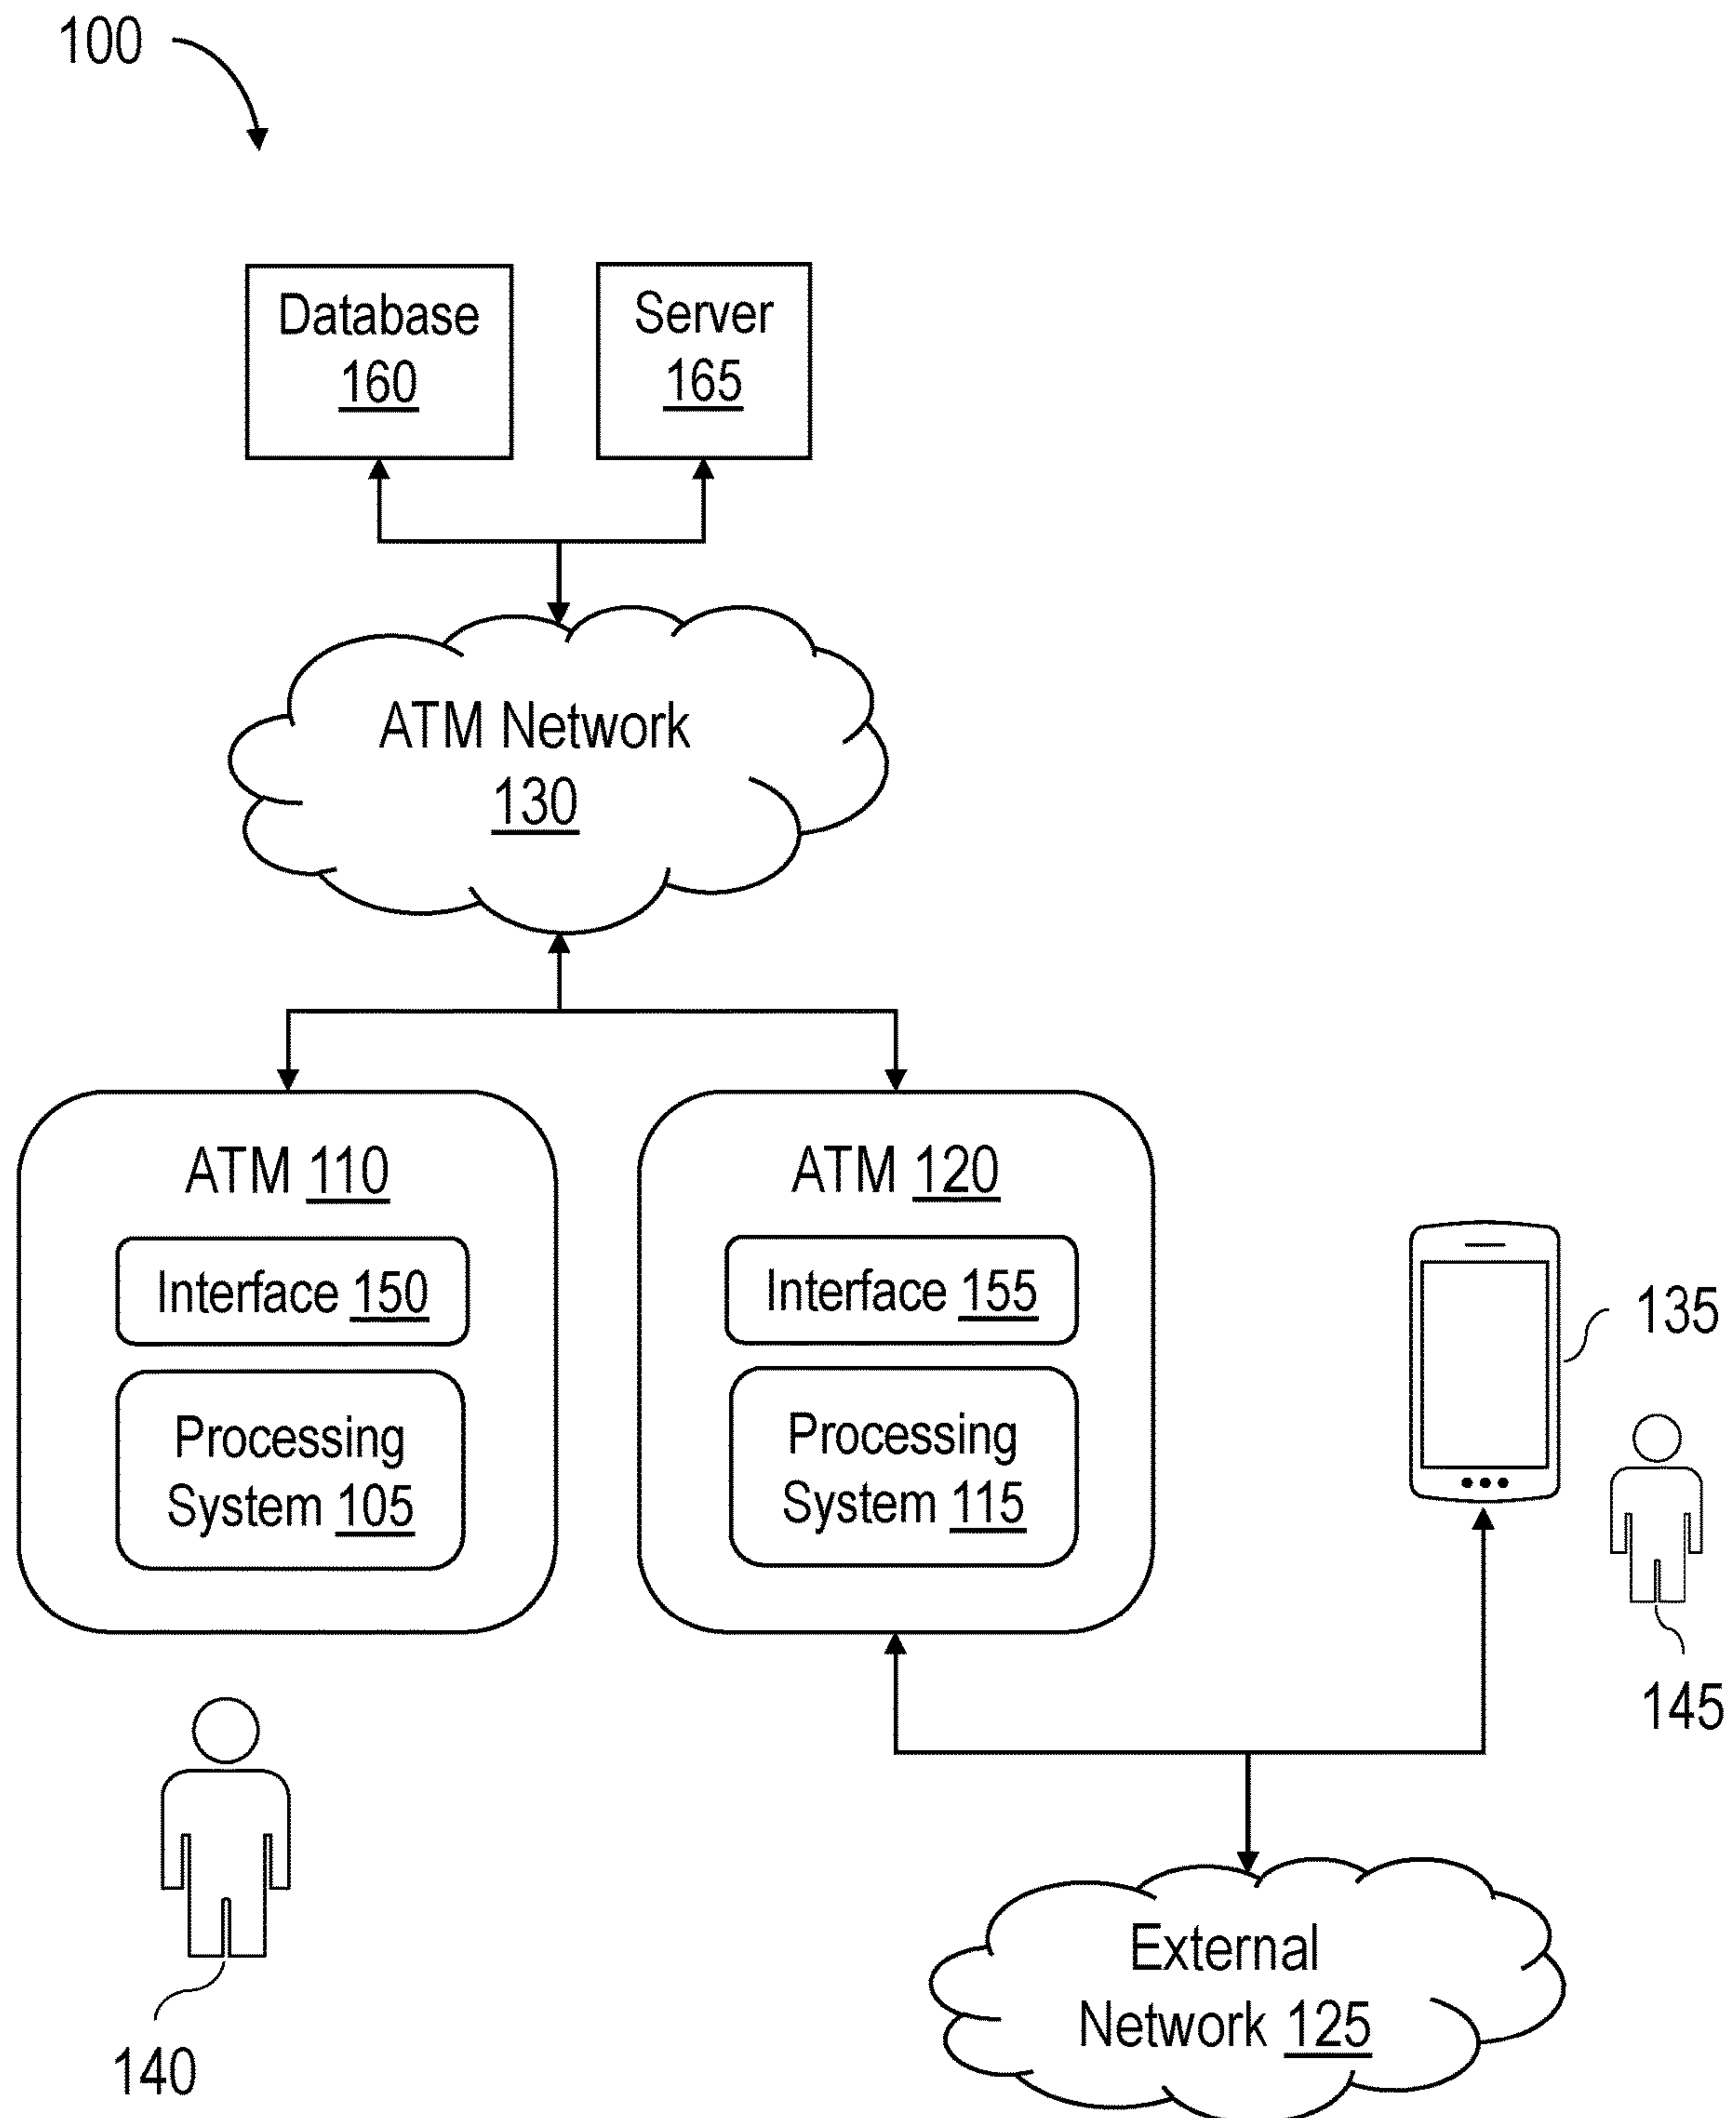 100
Database
160
Server
165
ATM Network
130
ATM 110
Interface 150
Processing
System 105
ATM 120
Interface 155
Processing
System 115
135
145
140
External
Network 125